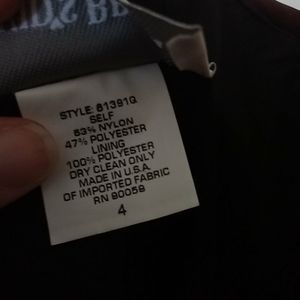 STYLE: 81391Q
SELF
53% NYLON
47% POLYESTER
LINING
100% POLYESTER
DRY CLEAN ONLY
MADE IN U.S.A.
OF IMPORTED FABRIC
RN 90059
4